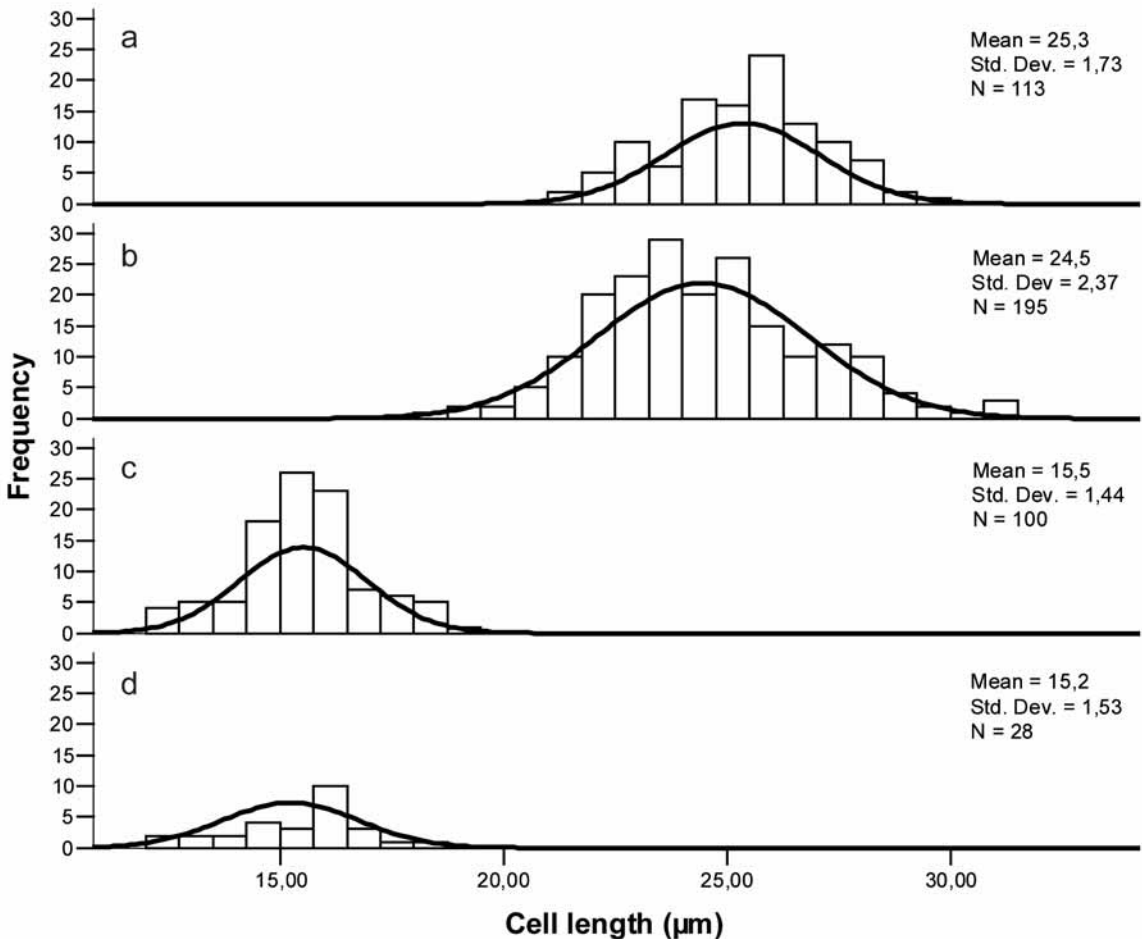 30
25
20
15
10
5
0
a
Mean = 25,3
Std. Dev. = 1,73
N = 113
30
25
20
15
10
5
0
b
Mean = 24,5
Std. Dev = 2,37
N = 195
Frequency
30
25
20
15
10
5
0
c
Mean = 15,5
Std. Dev. = 1,44
N = 100
30
25
20
15
10
5
0
d
Mean = 15,2
Std. Dev. = 1,53
N = 28
15,00 20,00 25,00 30,00
Cell length (µm)